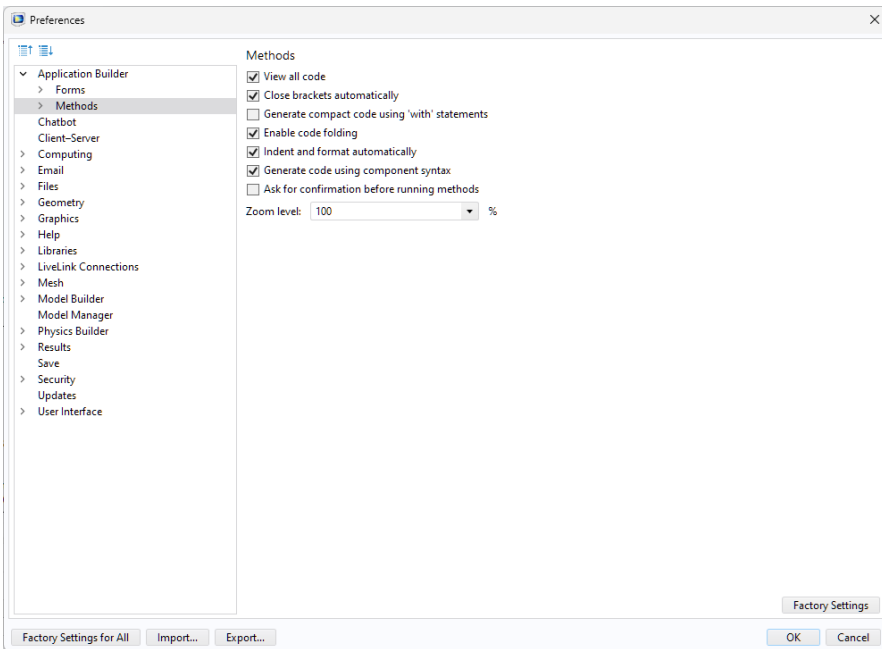 Preferences
Application Builder
Forms
Methods
Chatbot
Client–Server
Computing
Email
Files
Geometry
Graphics
Help
Libraries
LiveLink Connections
Mesh
Model Builder
Model Manager
Physics Builder
Results
Save
Security
Updates
User Interface
Methods
View all code
Close brackets automatically
Generate compact code using 'with' statements
Enable code folding
Indent and format automatically
Generate code using component syntax
Ask for confirmation before running methods
Zoom level: 100 %
Factory Settings
Factory Settings for All Import... Export... OK Cancel